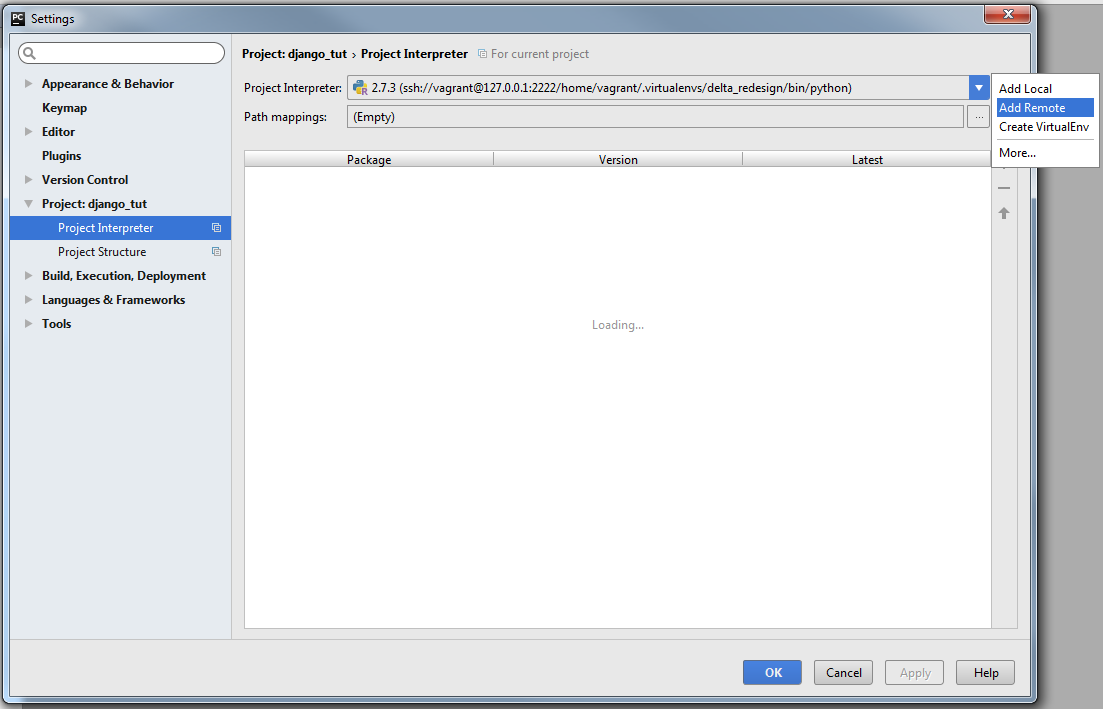 PC Settings
Project: django_tut › Project Interpreter For current project
Appearance & Behavior
Keymap
Editor
Plugins
Version Control
Project: django_tut
Project Interpreter
Project Structure
Build, Execution, Deployment
Languages & Frameworks
Tools
Project Interpreter: 2.7.3 (ssh://vagrant@127.0.0.1:2222/home/vagrant/.virtualenvs/delta_redesign/bin/python)
Path mappings: (Empty) ...
Add Local
Add Remote
Create VirtualEnv
More...
Package Version Latest
Loading...
OK Cancel Apply Help